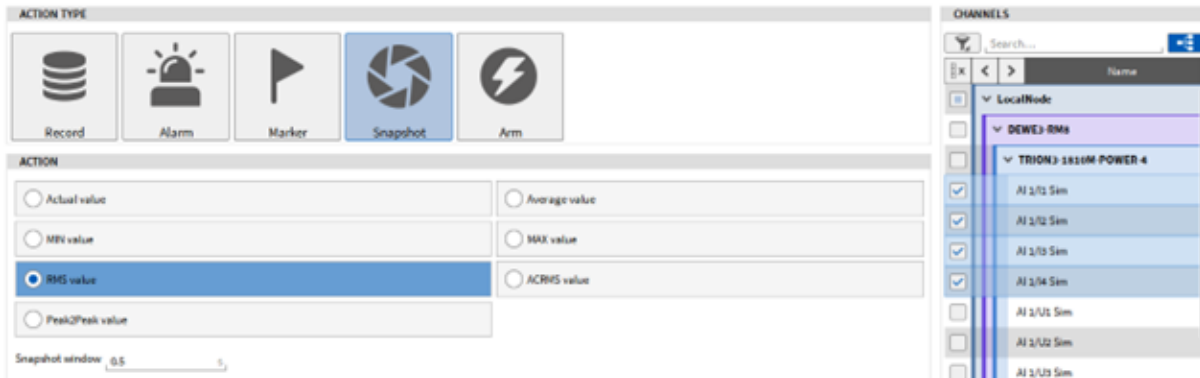 ACTION TYPE
Record
Alarm
Marker
Snapshot
Arm
ACTION
Actual value
Average value
MIN value
MAX value
RMS value
ACRMS value
Peak2Peak value
Snapshot window 0.5 s
CHANNELS
Search...
Name
LocalNode
DEWE3-RM8
TRION3-1810M-POWER-4
AI 1/I1 Sim
AI 1/I2 Sim
AI 1/I3 Sim
AI 1/I4 Sim
AI 1/U1 Sim
AI 1/U2 Sim
AI 1/U3 Sim